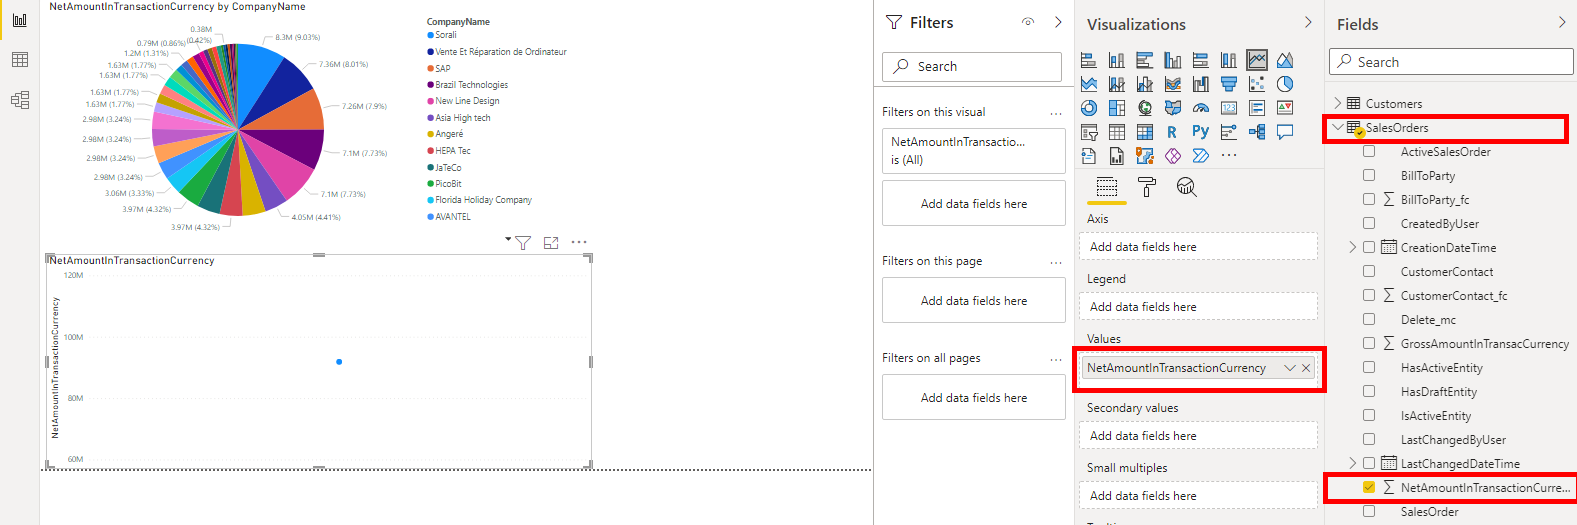 NetAmountInTransactionCurrency by CompanyName
0.38M
(0.42%)
0.79M (0.86%)
1.2M (1.31%)
1.63M (1.77%)
1.63M (1.77%)
1.63M (1.77%)
1.63M (1.77%)
2.98M (3.24%)
2.98M (3.24%)
2.98M (3.24%)
2.98M (3.24%)
3.06M (3.33%)
3.97M (4.32%)
3.97M (4.32%)
4.05M (4.41%)
7.1M (7.73%)
7.1M (7.73%)
7.26M (7.9%)
7.36M (8.01%)
8.3M (9.03%)
CompanyName
Sorali
Vente Et Réparation de Ordinateur
SAP
Brazil Technologies
New Line Design
Asia High tech
Angeré
HEPA Tec
JaTeCo
PicoBit
Florida Holiday Company
AVANTEL
NetAmountInTransactionCurrency
NetAmountInTransactionCurrency
120M
100M
80M
60M
Filters
Search
Filters on this visual
NetAmountInTransactio...
is (All)
Add data fields here
Filters on this page
Add data fields here
Filters on all pages
Add data fields here
Visualizations
123
R
Py
Axis
Add data fields here
Legend
Add data fields here
Values
NetAmountInTransactionCurrency
Secondary values
Add data fields here
Small multiples
Add data fields here
Fields
Search
Customers
SalesOrders
ActiveSalesOrder
BillToParty
BillToParty_fc
CreatedByUser
CreationDateTime
CustomerContact
CustomerContact_fc
Delete_mc
GrossAmountInTransacCurrency
HasActiveEntity
HasDraftEntity
IsActiveEntity
LastChangedByUser
LastChangedDateTime
NetAmountInTransactionCurre...
SalesOrder